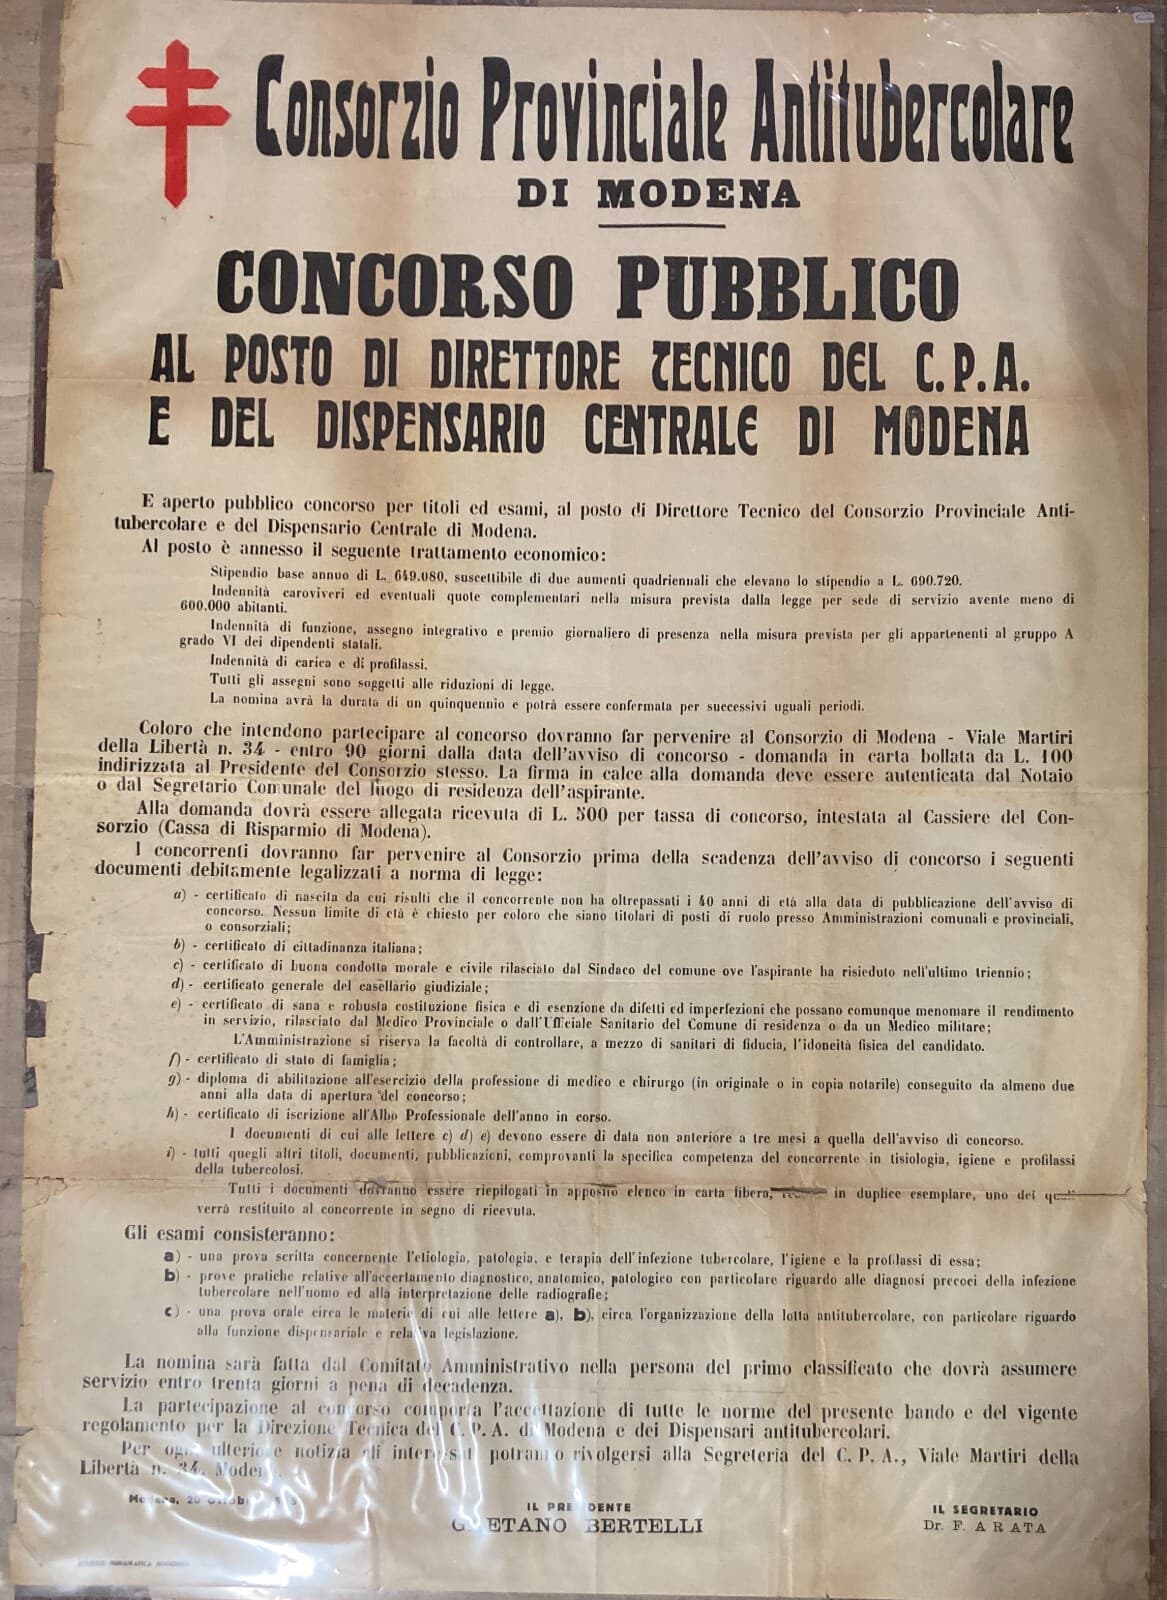 Consorzio Provinciale Antitubercolare
DI MODENA
CONCORSO PUBBLICO
AL POSTO DI DIRETTORE TECNICO DEL C.P.A.
E DEL DISPENSARIO CENTRALE DI MODENA
E aperto pubblico concorso per titoli ed esami, al posto di Direttore Tecnico del Consorzio Provinciale Anti-
tubercolare e del Dispensario Centrale di Modena.
Al posto è annesso il seguente trattamento economico:
Stipendio base annuo di L. 649.080, suscettibile di due aumenti quadriennali che elevano lo stipendio a L. 690.720.
Indennità caroviveri ed eventuali quote complementari nella misura prevista dalla legge per sede di servizio avente meno di
600.000 abitanti.
Indennità di funzione, assegno integrativo e premio giornaliero di presenza nella misura prevista per gli appartenenti al gruppo A
grado VI dei dipendenti statali.
Indennità di carica e di profilassi.
Tutti gli assegni sono soggetti alle riduzioni di legge.
La nomina avrà la durata di un quinquennio e potrà essere confermata per successivi uguali periodi.
Coloro che intendono partecipare al concorso dovranno far pervenire al Consorzio di Modena - Viale Martiri
della Libertà n. 34 - entro 90 giorni dalla data dell'avviso di concorso - domanda in carta bollata da L. 100
indirizzata al Presidente del Consorzio stesso. La firma in calce alla domanda deve essere autenticata dal Notaio
o dal Segretario Comunale del luogo di residenza dell'aspirante.
Alla domanda dovrà essere allegata ricevuta di L. 500 per tassa di concorso, intestata al Cassiere del Con-
sorzio (Cassa di Risparmio di Modena).
I concorrenti dovranno far pervenire al Consorzio prima della scadenza dell'avviso di concorso i seguenti
documenti debitamente legalizzati a norma di legge:
a) - certificato di nascita da cui risulti che il concorrente non ha oltrepassati i 40 anni di età alla data di pubblicazione dell'avviso di
concorso. Nessun limite di età è chiesto per coloro che siano titolari di posti di ruolo presso Amministrazioni comunali e provinciali,
o consorziali;
b) - certificato di cittadinanza italiana;
c) - certificato di buona condotta morale e civile rilasciato dal Sindaco del comune ove l'aspirante ha risieduto nell'ultimo triennio;
d) - certificato generale del casellario giudiziale;
e) - certificato di sana e robusta costituzione fisica e di esenzione da difetti ed imperfezioni che possano comunque menomare il rendimento
in servizio, rilasciato dal Medico Provinciale o dall'Ufficiale Sanitario del Comune di residenza o da un Medico militare;
L'Amministrazione si riserva la facoltà di controllare, a mezzo di sanitari di fiducia, l'idoneità fisica del candidato.
f) - certificato di stato di famiglia;
g) - diploma di abilitazione all'esercizio della professione di medico e chirurgo (in originale o in copia notarile) conseguito da almeno due
anni alla data di apertura del concorso;
h) - certificato di iscrizione all'Albo Professionale dell'anno in corso.
I documenti di cui alle lettere c) d) e) devono essere di data non anteriore a tre mesi a quella dell'avviso di concorso.
i) - tutti quegli altri titoli, documenti, pubblicazioni, comprovanti la specifica competenza del concorrente in tisiologia, igiene e profilassi
della tubercolosi.
Tutti i documenti dovranno essere riepilogati in apposito elenco in carta libera, in duplice esemplare, uno dei quali
verrà restituito al concorrente in segno di ricevuta.
Gli esami consisteranno:
a) - una prova scritta concernente l'etiologia, patologia, e terapia dell'infezione tubercolare, l'igiene e la profilassi di essa;
b) - prove pratiche relative all'accertamento diagnostico, anatomico, patologico con particolare riguardo alle diagnosi precoci della infezione
tubercolare nell'uomo ed alla interpretazione delle radiografie;
c) - una prova orale circa le materie di cui alle lettere a), b), circa l'organizzazione della lotta antitubercolare, con particolare riguardo
alla funzione dispensariale e relativa legislazione.
La nomina sarà fatta dal Comitato Amministrativo nella persona del primo classificato che dovrà assumere
servizio entro trenta giorni a pena di decadenza.
La partecipazione al concorso comporta l'accettazione di tutte le norme del presente bando e del vigente
regolamento per la Direzione Tecnica del C. P. A. di Modena e dei Dispensari antitubercolari.
Per ogni ulteriore notizia gli interessati potranno rivolgersi alla Segreteria del C. P. A., Viale Martiri della
Libertà n. 34, Modena.
Modena, 20 Ottobre
IL PRESIDENTE
GAETANO BERTELLI
IL SEGRETARIO
Dr. F. ARATA